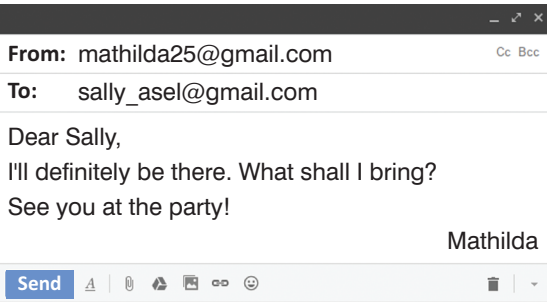 From: mathilda25@gmail.com Cc Bcc
To: sally_asel@gmail.com
Dear Sally,
I'll definitely be there. What shall I bring?
See you at the party!
Mathilda
Send A